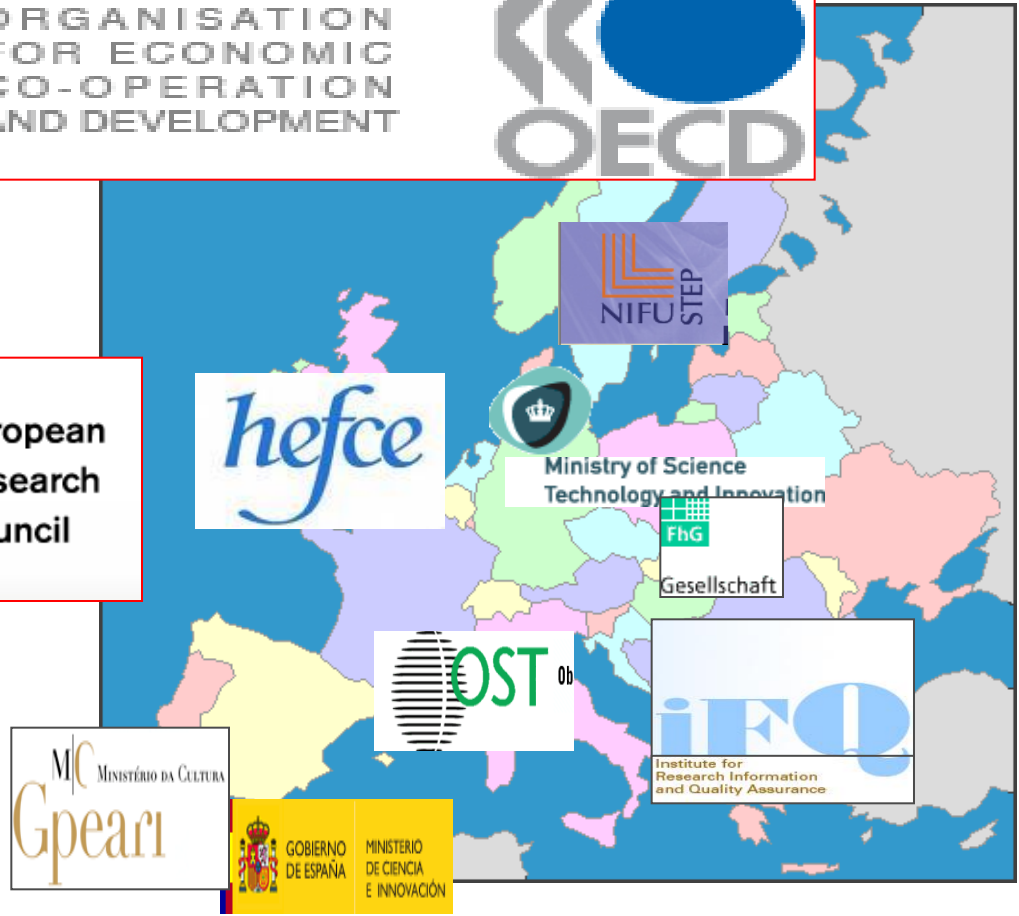 ORGANISATION
FOR ECONOMIC
CO-OPERATION
AND DEVELOPMENT
OECD
NIFU STEP
ropean
search
uncil
hefce
Ministry of Science
Technology and Innovation
FhG
Gesellschaft
OST Ob
iFQ
Institute for
Research Information
and Quality Assurance
MC MINISTÉRIO DA CULTURA
Gpeari
GOBIERNO
DE ESPAÑA
MINISTERIO
DE CIENCIA
E INNOVACIÓN